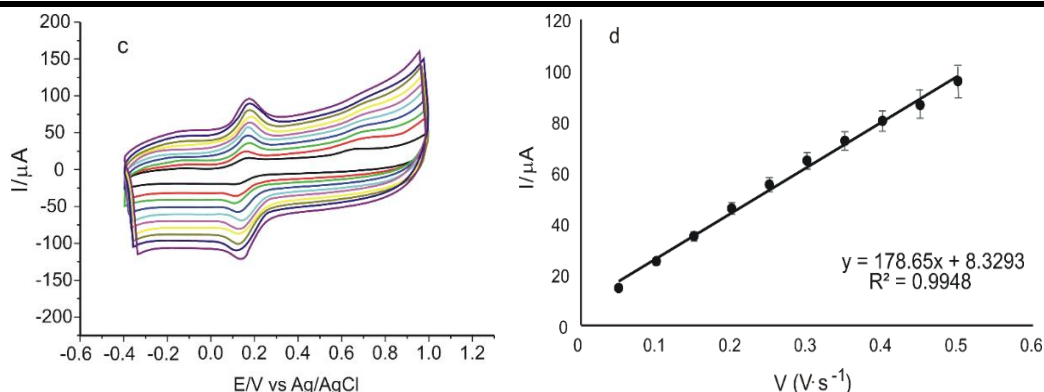 c
I/µA
200
150
100
50
0
-50
-100
-150
-200
-0.6 -0.4 -0.2 0.0 0.2 0.4 0.6 0.8 1.0 1.2
E/V vs Ag/AgCl
d
I/µA
120
100
80
60
40
20
0
y = 178.65x + 8.3293
R² = 0.9948
0 0.1 0.2 0.3 0.4 0.5 0.6
V (V·s⁻¹)